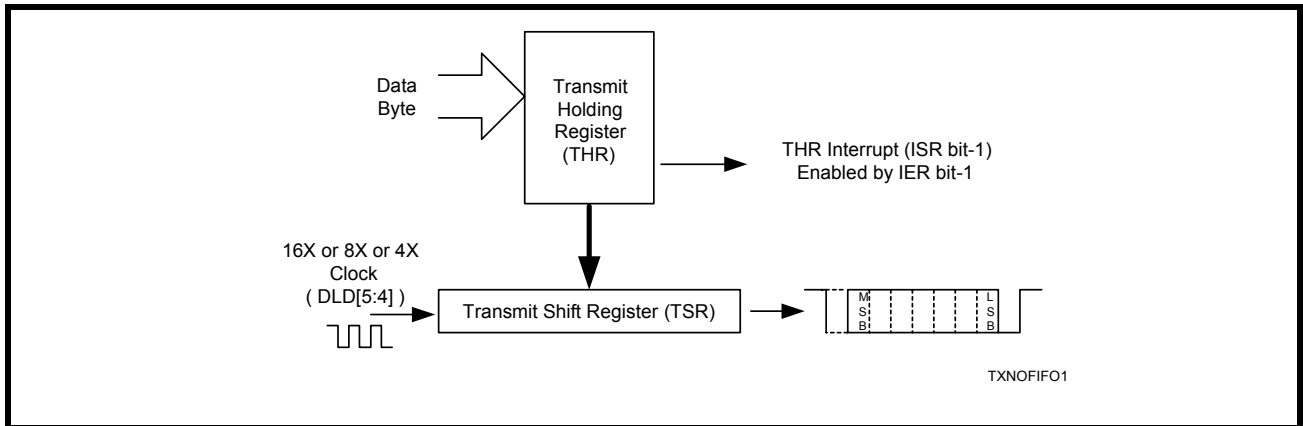 Data
Byte
Transmit
Holding
Register
(THR)
THR Interrupt (ISR bit-1)
Enabled by IER bit-1
16X or 8X or 4X
Clock
( DLD[5:4] )
Transmit Shift Register (TSR)
M
S
B
L
S
B
TXNOFIFO1